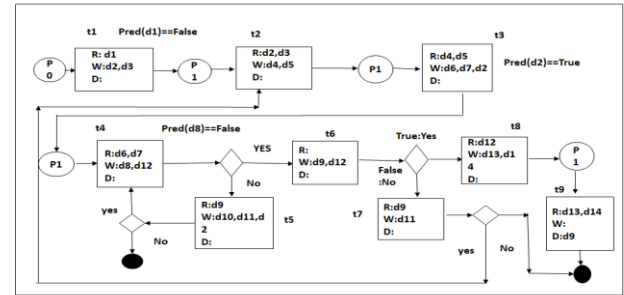 t1 Pred(d1)==False
t2
t3
P
0
R: d1
W:d2,d3
D:
P
1
R:d2,d3
W:d4,d5
D:
P1
R:d4,d5
W:d6,d7,d2
D:
Pred(d2)==True
t4
Pred(d8)==False
P1
R:d6,d7
W:d8,d12
D:
YES
No
t6
R:
W:d9,d12
D:
True:Yes
False
:No
t8
R:d12
W:d13,d1
4
D:
P
1
yes
No
R:d9
W:d10,d11,d
2
D:
t5
t7
R:d9
W:d11
D:
yes
No
t9
R:d13,d14
W:
D:d9